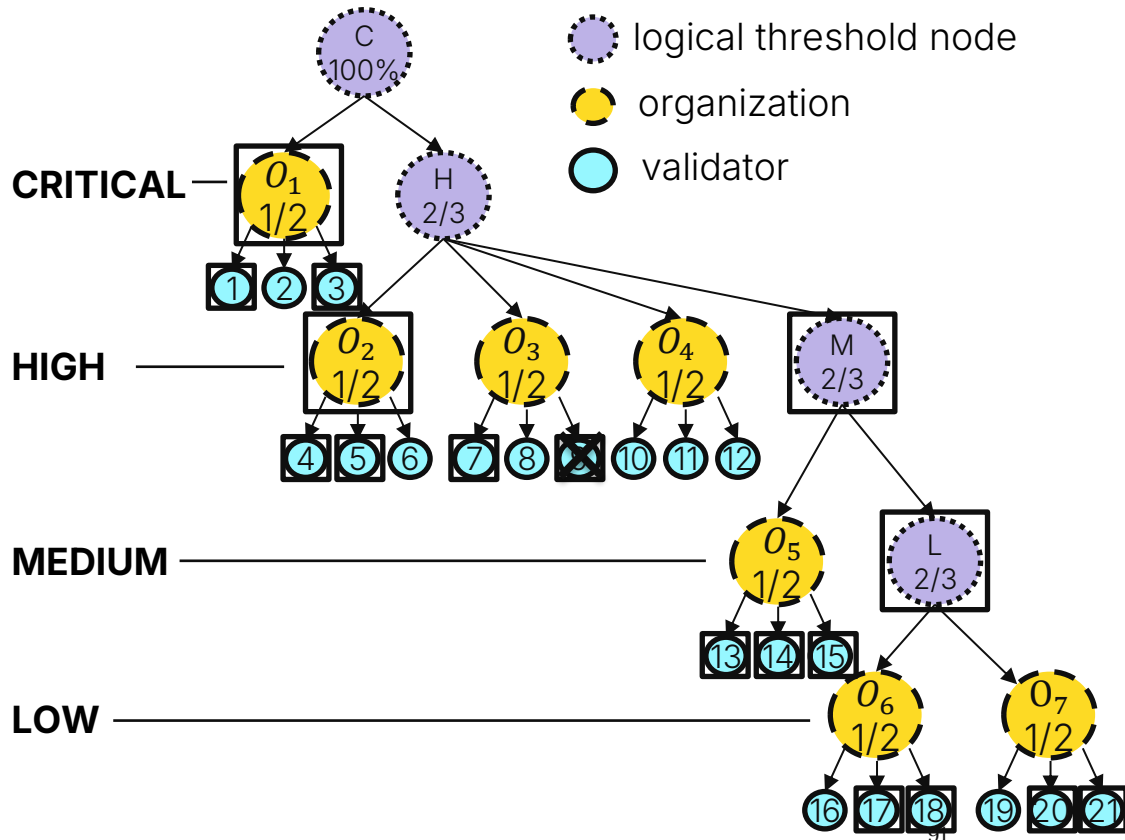 C
100%
logical threshold node
organization
validator
CRITICAL
O₁
1/2
H
2/3
1 2 3
HIGH
O₂
1/2
O₃
1/2
O₄
1/2
M
2/3
4 5 6 7 8 9 10 11 12
MEDIUM
O₅
1/2
L
2/3
13 14 15
LOW
O₆
1/2
O₇
1/2
16 17 18 19 20 21